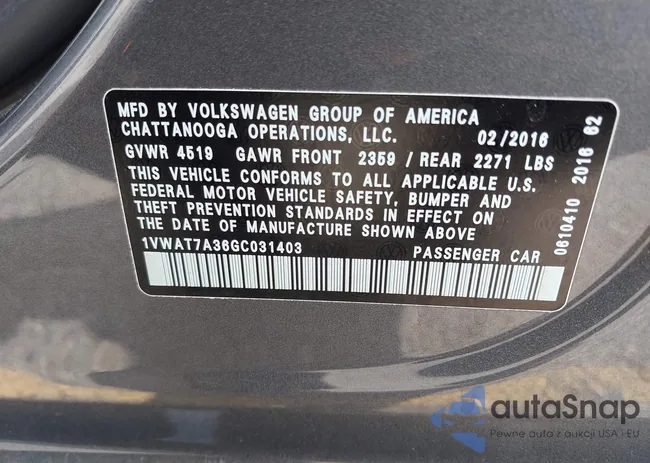 MFD BY VOLKSWAGEN GROUP OF AMERICA
CHATTANOOGA OPERATIONS, LLC. 02/2016
GVWR 4519 GAWR FRONT 2359 / REAR 2271 LBS
THIS VEHICLE CONFORMS TO ALL APPLICABLE U.S.
FEDERAL MOTOR VEHICLE SAFETY, BUMPER AND
THEFT PREVENTION STANDARDS IN EFFECT ON
THE DATE OF MANUFACTURE SHOWN ABOVE
1VWAT7A36GC031403 PASSENGER CAR
0610410 2016 62
autaSnap
Pewne auta z aukcji USA i EU